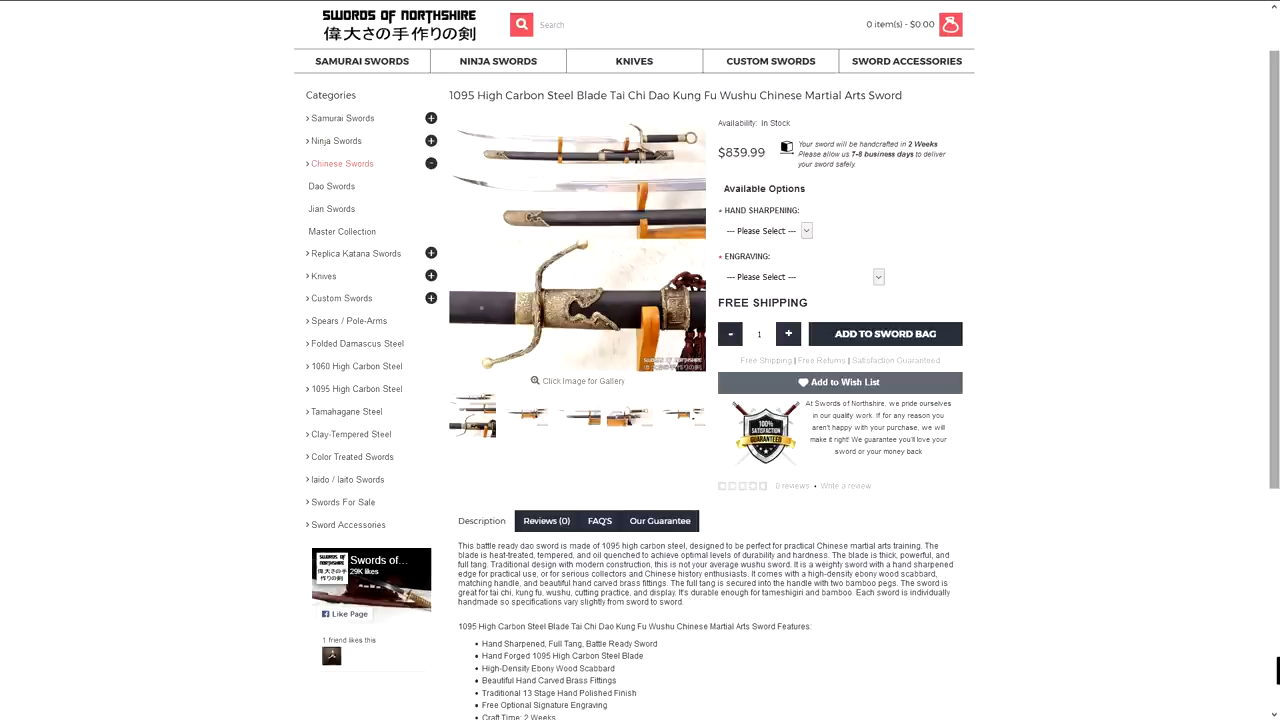 SWORDS OF NORTHSHIRE
偉大さの手作りの剣
Search
0 item(s) - $0.00
SAMURAI SWORDS
NINJA SWORDS
KNIVES
CUSTOM SWORDS
SWORD ACCESSORIES
Categories
Samurai Swords
Ninja Swords
Chinese Swords
Dao Swords
Jian Swords
Master Collection
Replica Katana Swords
Knives
Custom Swords
Spears / Pole-Arms
Folded Damascus Steel
1060 High Carbon Steel
1095 High Carbon Steel
Tamahagane Steel
Clay-Tempered Steel
Color Treated Swords
Iaido / Iaito Swords
Swords For Sale
Sword Accessories
SWORDS OF NORTHSHIRE
偉大さの手作りの剣
Swords of...
29K likes
Like Page
1 friend likes this
1095 High Carbon Steel Blade Tai Chi Dao Kung Fu Wushu Chinese Martial Arts Sword
SWORDS OF NORTHSHIRE
Click Image for Gallery
Availability: In Stock
$839.99
Your sword will be handcrafted in 2 Weeks
Please allow us 7-8 business days to deliver
your sword safely.
Available Options
* HAND SHARPENING:
--- Please Select ---
* ENGRAVING:
--- Please Select ---
FREE SHIPPING
- 1 +
ADD TO SWORD BAG
Free Shipping | Free Returns | Satisfaction Guaranteed
Add to Wish List
100%
SATISFACTION
GUARANTEED
At Swords of Northshire, we pride ourselves
in our quality work. If for any reason you
aren't happy with your purchase, we will
make it right! We guarantee you'll love your
sword or your money back
0 reviews • Write a review
Description
Reviews (0)
FAQ'S
Our Guarantee
This battle ready dao sword is made of 1095 high carbon steel, designed to be perfect for practical Chinese martial arts training. The
blade is heat-treated, tempered, and oil quenched to achieve optimal levels of durability and hardness. The blade is thick, powerful, and
full tang. Traditional design with modern construction, this is not your average wushu sword. It is a weighty sword with a hand sharpened
edge for practical use, or for serious collectors and Chinese history enthusiasts. It comes with a high-density ebony wood scabbard,
matching handle, and beautiful hand carved brass fittings. The full tang is secured into the handle with two bamboo pegs. The sword is
great for tai chi, kung fu, wushu, cutting practice, and display. It's durable enough for tameshigiri and bamboo. Each sword is individually
handmade so specifications vary slightly from sword to sword.
1095 High Carbon Steel Blade Tai Chi Dao Kung Fu Wushu Chinese Martial Arts Sword Features:
• Hand Sharpened, Full Tang, Battle Ready Sword
• Hand Forged 1095 High Carbon Steel Blade
• High-Density Ebony Wood Scabbard
• Beautiful Hand Carved Brass Fittings
• Traditional 13 Stage Hand Polished Finish
• Free Optional Signature Engraving
• Craft Time: 2 Weeks